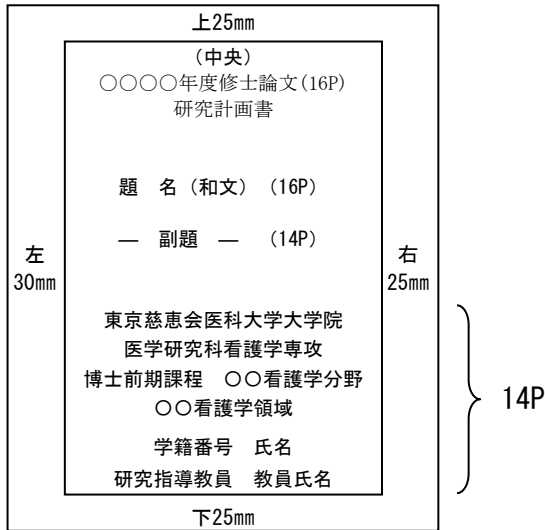 上25mm
(中央)
○○○○年度修士論文(16P)
研究計画書
題　名(和文)　(16P)
―　副題　―　(14P)
左
30mm
右
25mm
東京慈恵会医科大学大学院
医学研究科看護学専攻
博士前期課程　○○看護学分野
○○看護学領域
学籍番号　氏名
研究指導教員　教員氏名
14P
下25mm